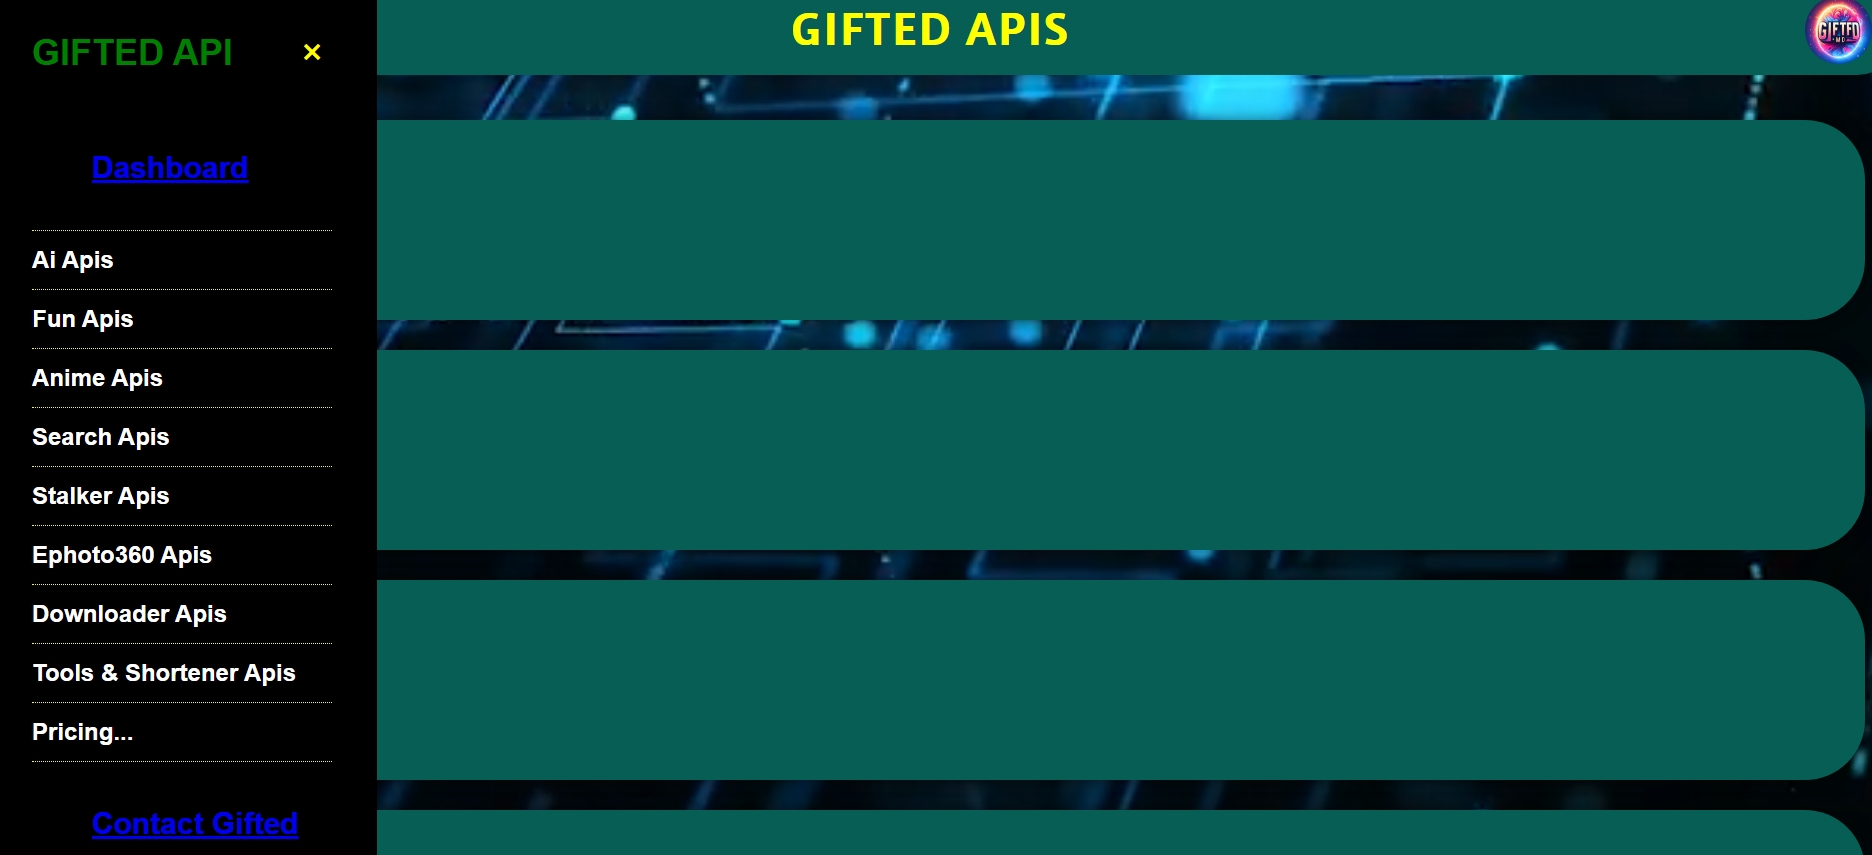 GIFTED API ✕
GIFTED APIS
GIFTED
MD
Dashboard
Ai Apis
Fun Apis
Anime Apis
Search Apis
Stalker Apis
Ephoto360 Apis
Downloader Apis
Tools & Shortener Apis
Pricing...
Contact Gifted